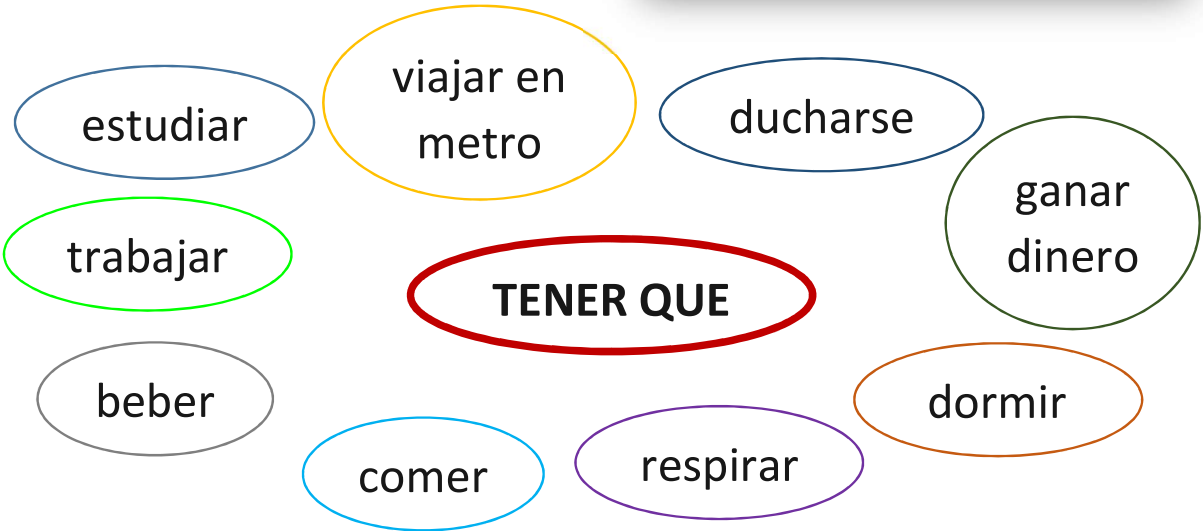 estudiar
viajar en
metro
ducharse
ganar
dinero
trabajar
TENER QUE
beber
dormir
comer
respirar